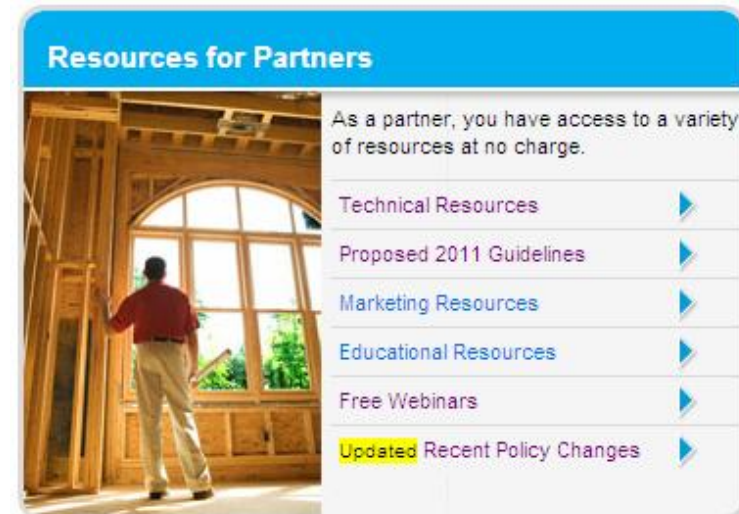 Resources for Partners
As a partner, you have access to a variety
of resources at no charge.
Technical Resources
Proposed 2011 Guidelines
Marketing Resources
Educational Resources
Free Webinars
Updated Recent Policy Changes